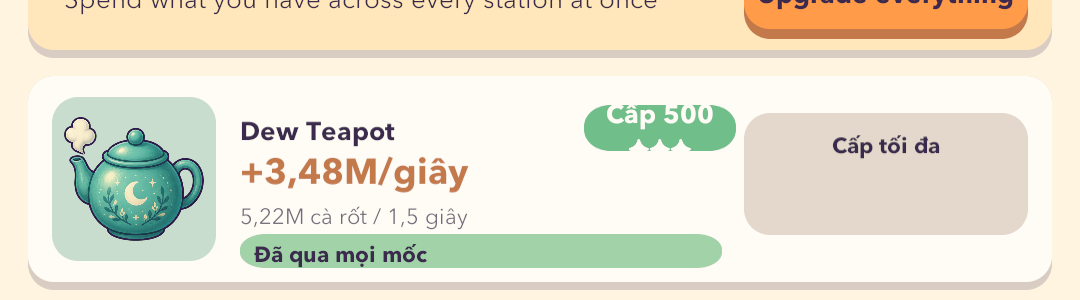 Spend what you have across every station at once
Upgrade everything
Dew Teapot
Cấp 500
+3,48M/giây
Cấp tối đa
5,22M cà rốt / 1,5 giây
Đã qua mọi mốc